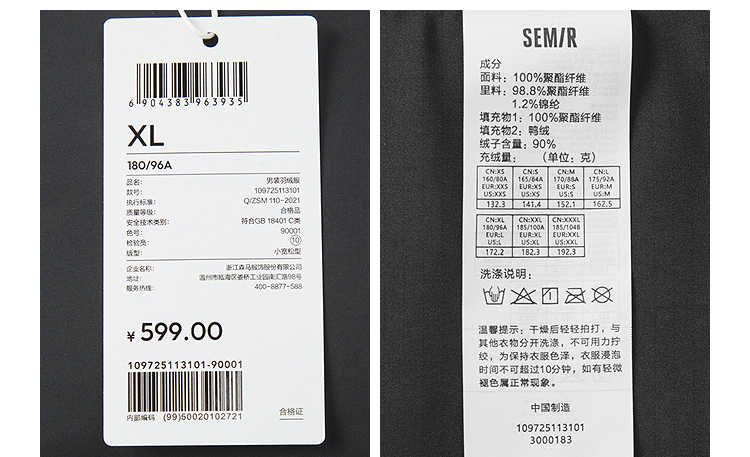 6 904383 963935
XL
180/96A
品名: 男装羽绒服
款号: 109725113101
执行标准: Q/ZSM 110-2021
质量等级: 合格品
安全技术类别: 符合GB 18401 C类
色号: 90001
检验员: 10
版型: 小宽松型
企业名称: 浙江森马服饰股份有限公司
地址: 温州市瓯海区娄桥工业园南汇路98号
服务热线: 400-8877-588
¥ 599.00
109725113101-90001
内部编码 (99)50020102721
合格证
SEMIR
成分
面料: 100%聚酯纤维
里料: 98.8%聚酯纤维
1.2%锦纶
填充物1: 100%聚酯纤维
填充物2: 鸭绒
绒子含量: 90%
充绒量: (单位: 克)
CN:XS CN:S CN:M CN:L
160/80A 165/84A 170/88A 175/92A
EUR:XXS EUR:XS EUR:S EUR:M
US:XXS US:XS US:S US:M
132.3 141.4 152.1 162.5
CN:XL CN:XXL CN:XXXL
180/96A 185/100A 185/104B
EUR:L EUR:XL EUR:XXL
US:L US:XL US:XXL
172.2 182.3 192.3
洗涤说明:
温馨提示: 干燥后轻轻拍打, 与
其他衣物分开洗涤, 不可用力拧
绞, 为保持衣服色泽, 衣服浸泡
时间不可超过10分钟, 如有轻微
褪色属正常现象。
中国制造
109725113101
3000183